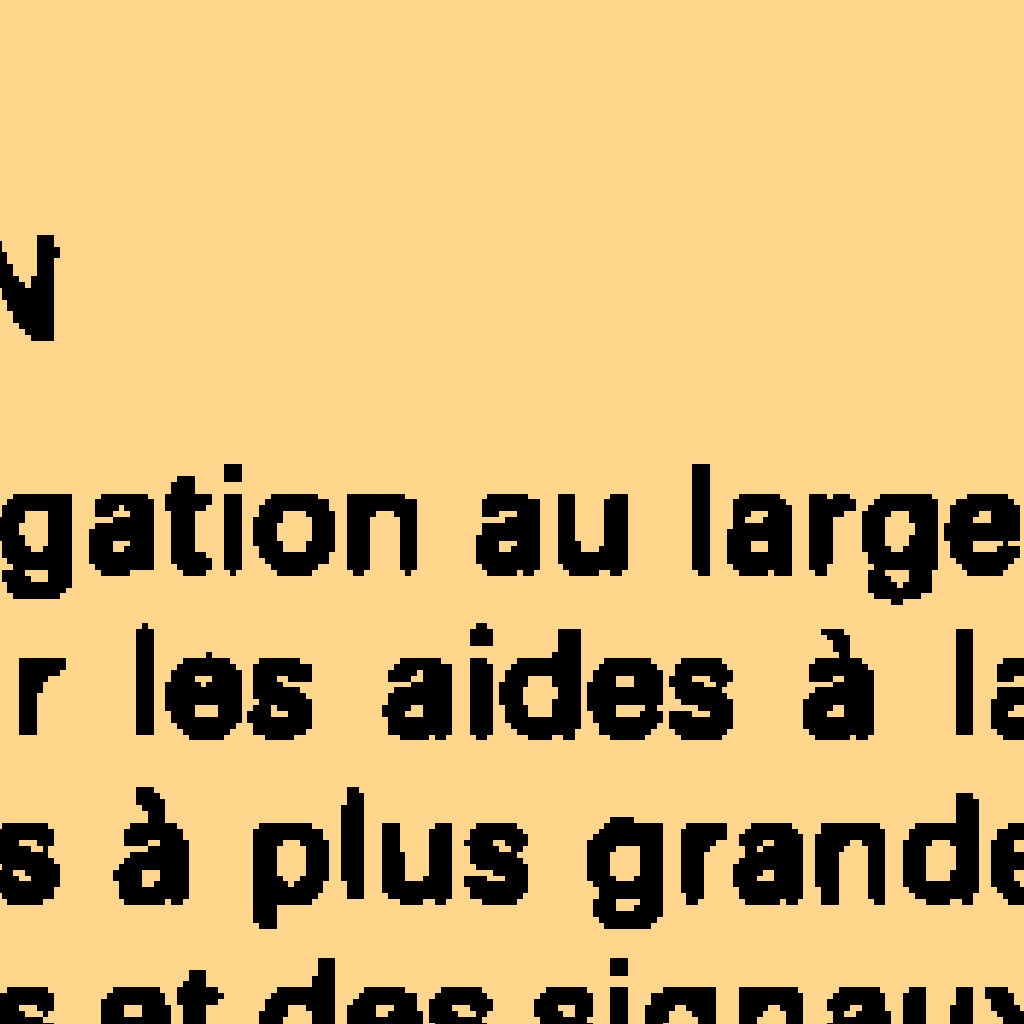 N
gation au large
r les aides à la
s à plus grande
s et des signaux